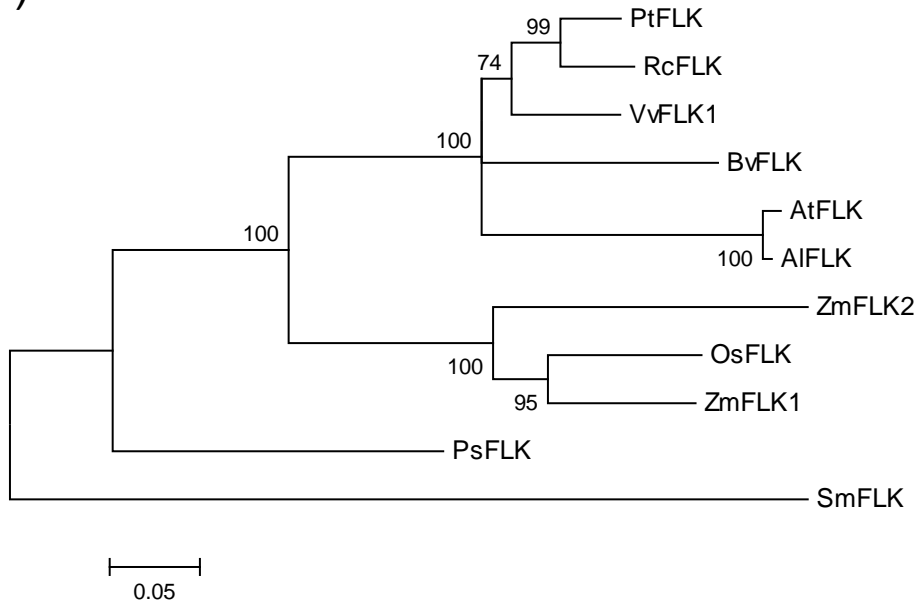 )
99
PtFLK
RcFLK
74
VvFLK1
100
BvFLK
AtFLK
100
AlFLK
100
ZmFLK2
100
OsFLK
95
ZmFLK1
PsFLK
SmFLK
0.05